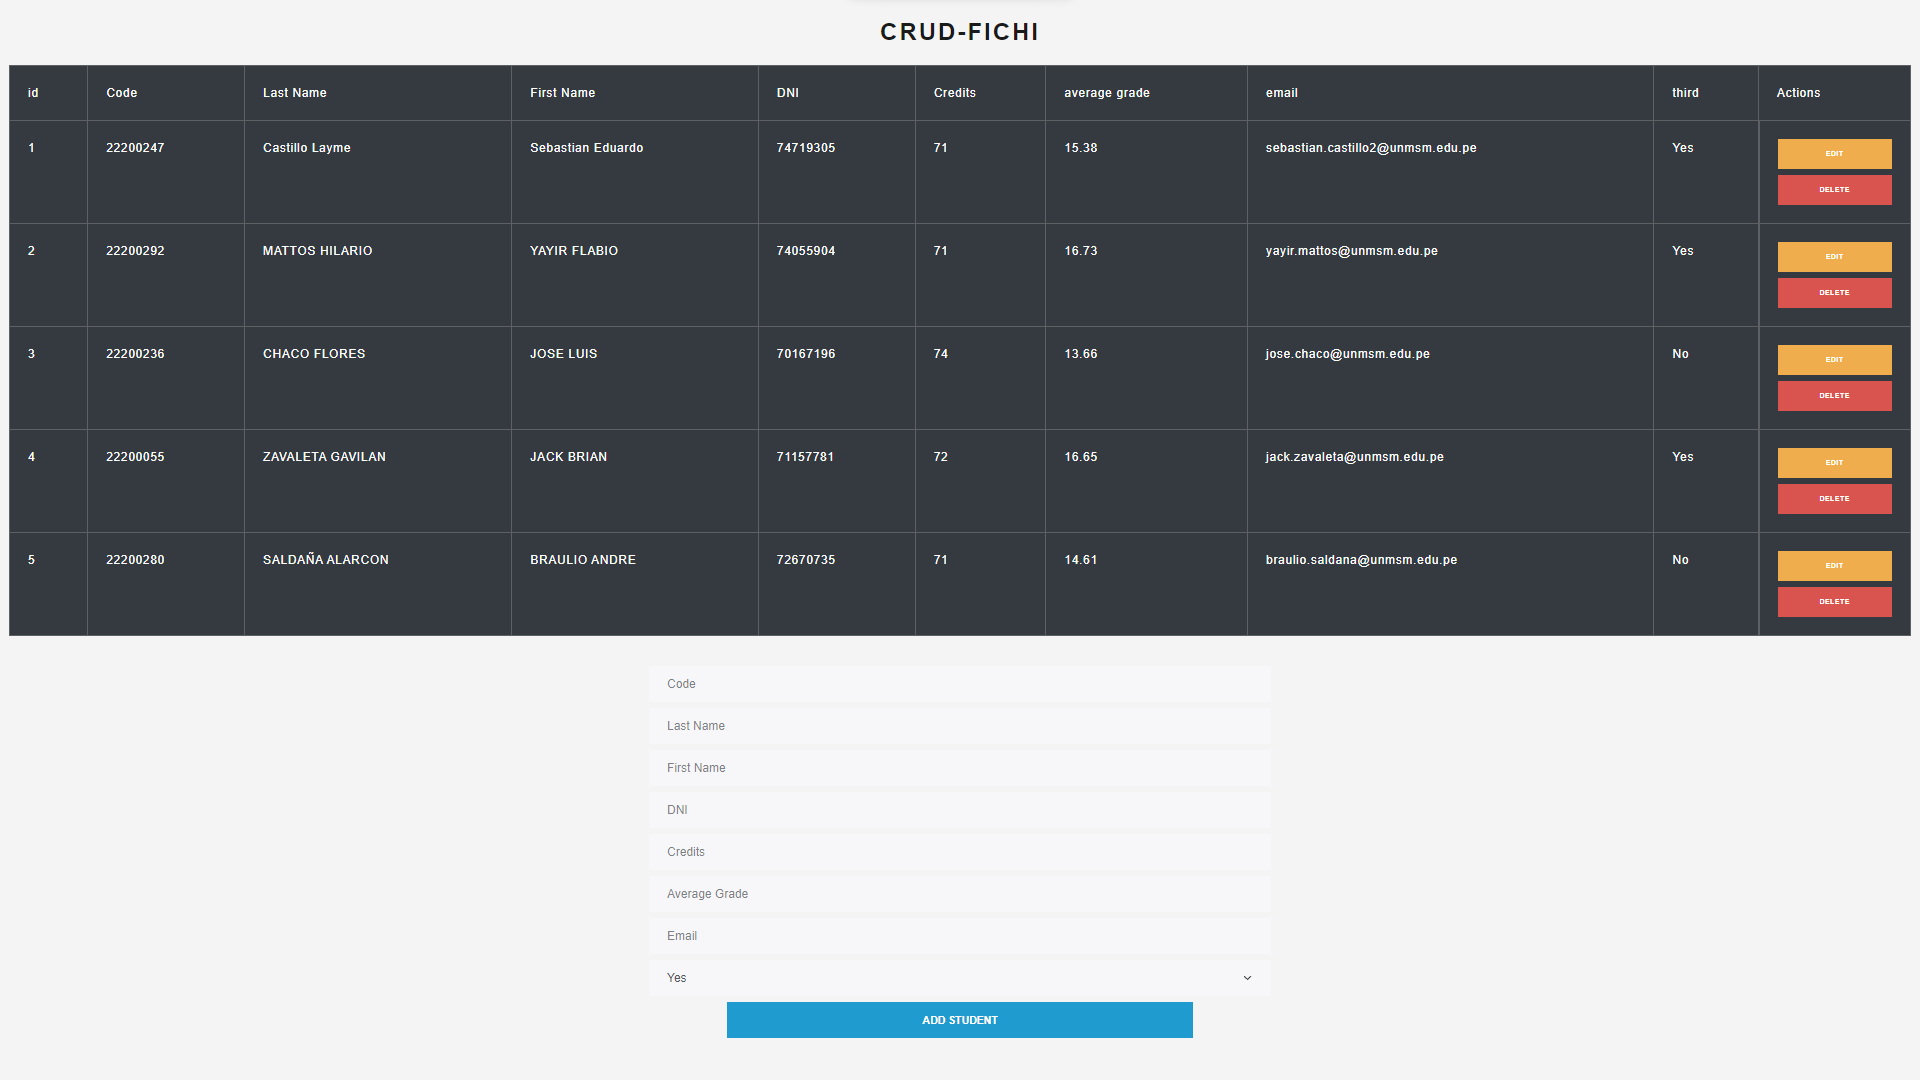 CRUD-FICHI
id Code Last Name First Name DNI Credits average grade email third Actions
1 22200247 Castillo Layme Sebastian Eduardo 74719305 71 15.38 sebastian.castillo2@unmsm.edu.pe Yes EDIT
DELETE
2 22200292 MATTOS HILARIO YAYIR FLABIO 74055904 71 16.73 yayir.mattos@unmsm.edu.pe Yes EDIT
DELETE
3 22200236 CHACO FLORES JOSE LUIS 70167196 74 13.66 jose.chaco@unmsm.edu.pe No EDIT
DELETE
4 22200055 ZAVALETA GAVILAN JACK BRIAN 71157781 72 16.65 jack.zavaleta@unmsm.edu.pe Yes EDIT
DELETE
5 22200280 SALDAÑA ALARCON BRAULIO ANDRE 72670735 71 14.61 braulio.saldana@unmsm.edu.pe No EDIT
DELETE
Code
Last Name
First Name
DNI
Credits
Average Grade
Email
Yes
ADD STUDENT